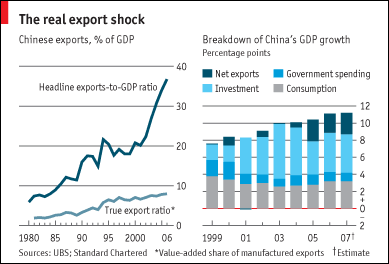 The real export shock
Chinese exports, % of GDP
Headline exports-to-GDP ratio
True export ratio*
40
30
20
10
0
1980 85 90 95 2000 06
Breakdown of China's GDP growth
Percentage points
Net exports Government spending
Investment Consumption
12
10
8
6
4
2
+
0
–
2
1999 01 03 05 07†
Sources: UBS; Standard Chartered *Value-added share of manufactured exports †Estimate